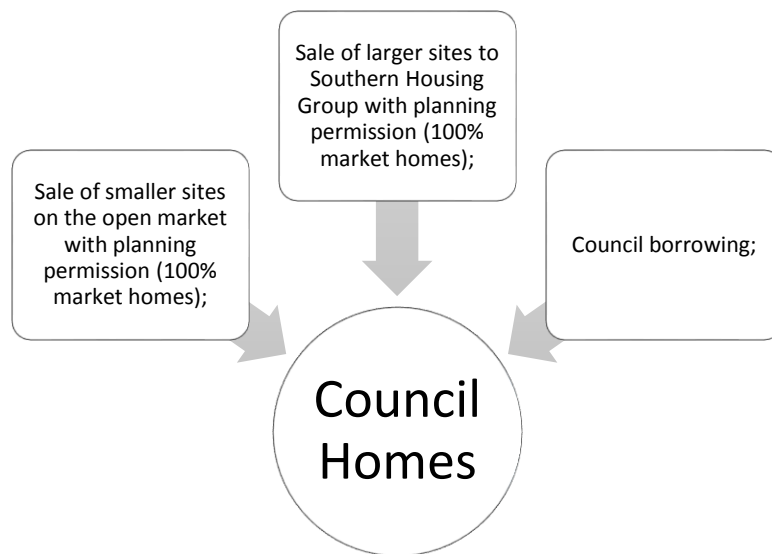 Sale of larger sites to
Southern Housing
Group with planning
permission (100%
market homes);
Sale of smaller sites
on the open market
with planning
permission (100%
market homes);
Council borrowing;
Council
Homes